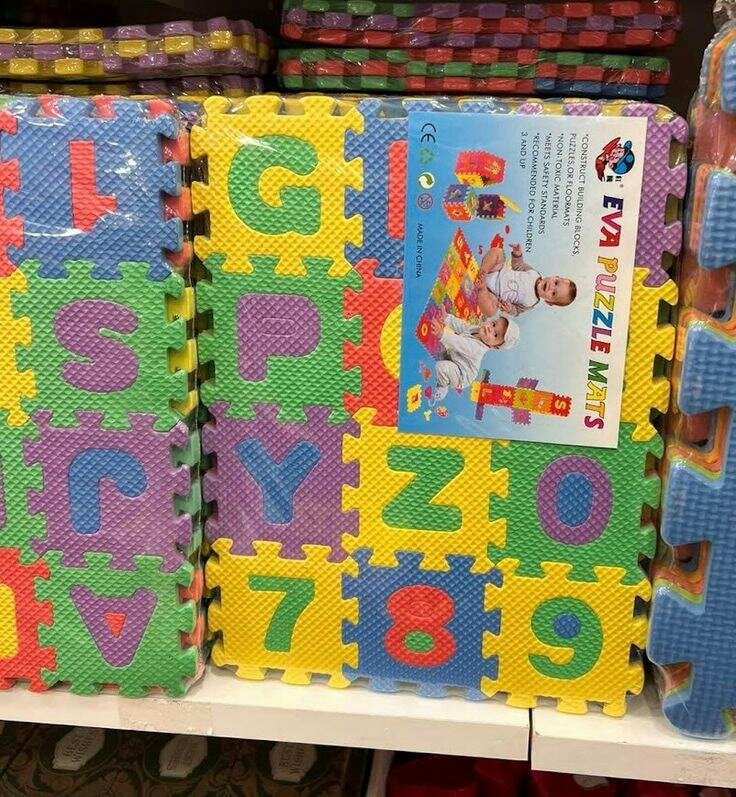 EVA PUZZLE MATS
*CONSTRUCT BUILDING BLOCKS,
PUZZLES,OR FLOORMATS
*NON-TOXIC MATERIAL
*MEETS SAFETY STANDARDS
*RECOMMENDED FOR CHILDREN
3 AND UP
CE
MADE IN CHINA
I
S
J
A
P
Y
Z
0
7
8
9